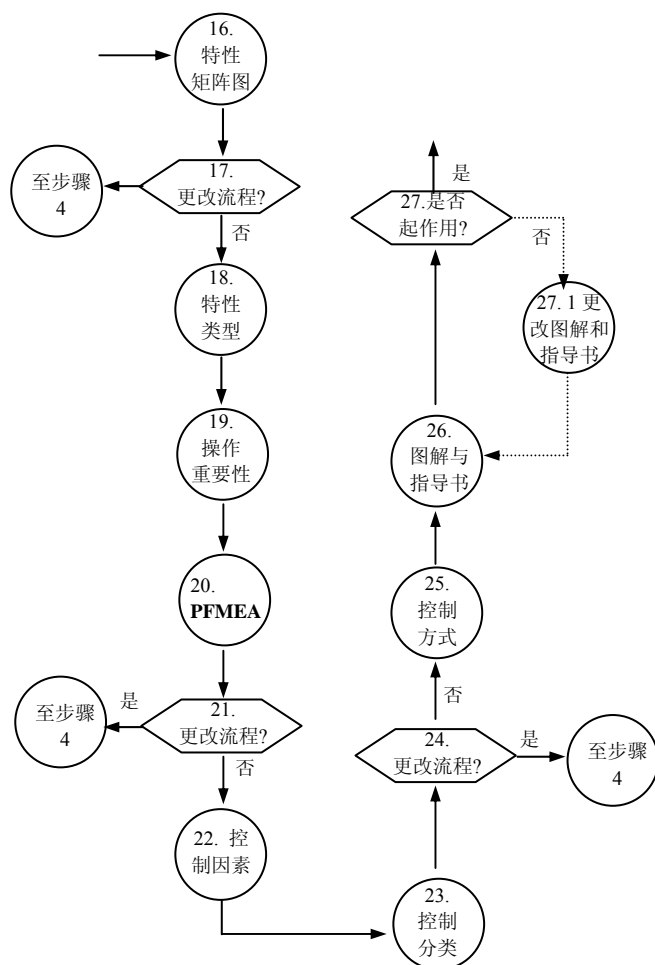 16.
特性
矩阵图
17.
更改流程?
至步骤
4
否
18.
特性
类型
19.
操作
重要性
20.
PFMEA
21.
更改流程?
是
至步骤
4
否
22. 控
制因素
23.
控制
分类
24.
更改流程?
是
至步骤
4
否
25.
控制
方式
26.
图解与
指导书
27.是否
起作用?
是
否
27. 1 更
改图解和
指导书